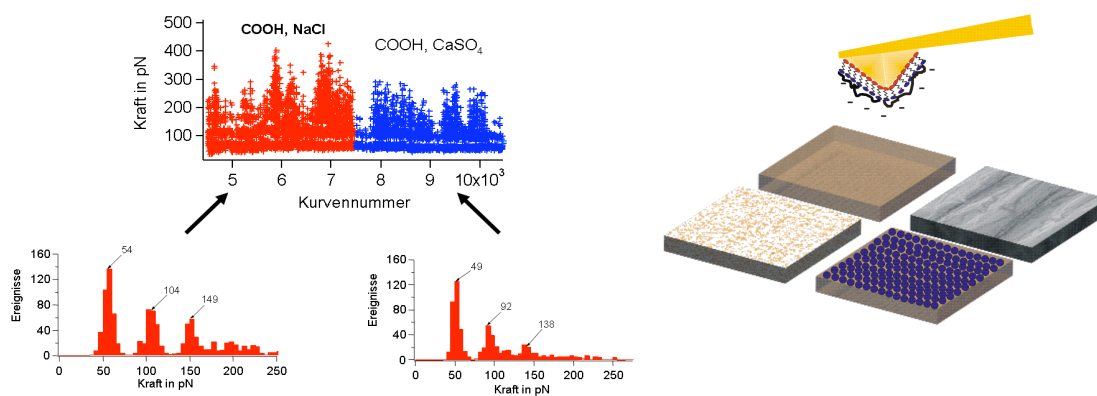 COOH, NaCl
COOH, CaSO₄
Kraft in pN
500
400
300
200
100
5 6 7 8 9 10x10³
Kurvennummer
Ereignisse
160
120
80
40
0
54
104
149
0 50 100 150 200 250
Kraft in pN
Ereignisse
160
120
80
40
0
49
92
138
0 50 100 150 200 250
Kraft in pN